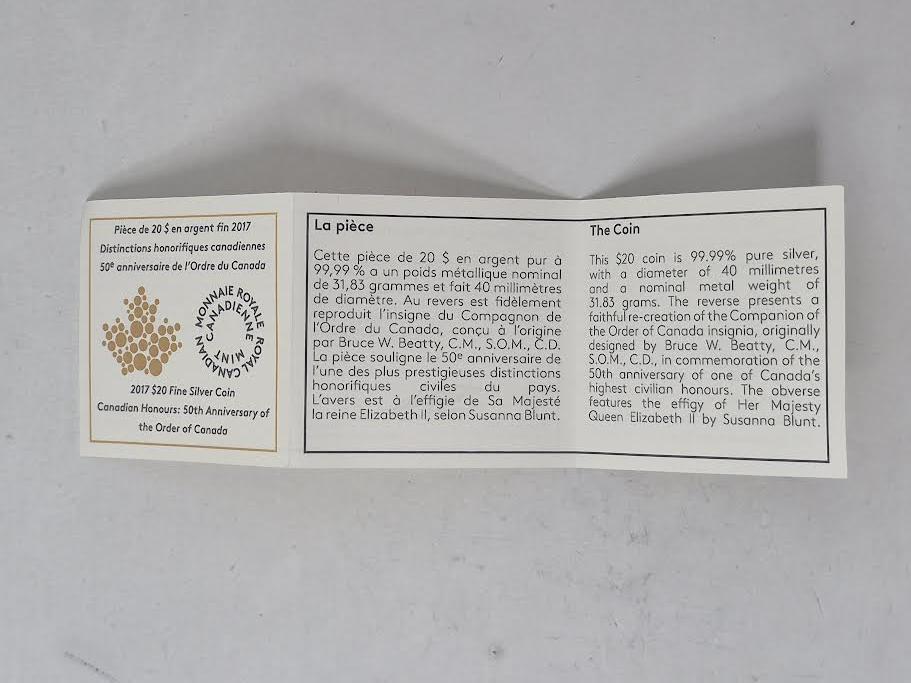 Pièce de 20 $ en argent fin 2017
Distinctions honorifiques canadiennes
50e anniversaire de l'Ordre du Canada
MONNAIE ROYALE
CANADIENNE
ROYAL CANADIAN
MINT
2017 $20 Fine Silver Coin
Canadian Honours: 50th Anniversary of
the Order of Canada
La pièce
Cette pièce de 20 $ en argent pur à
99,99 % a un poids métallique nominal
de 31,83 grammes et fait 40 millimètres
de diamètre. Au revers est fidèlement
reproduit l'insigne du Compagnon de
l'Ordre du Canada, conçu à l'origine
par Bruce W. Beatty, C.M., S.O.M., C.D.
La pièce souligne le 50e anniversaire de
l'une des plus prestigieuses distinctions
honorifiques civiles du pays.
L'avers est à l'effigie de Sa Majesté
la reine Elizabeth II, selon Susanna Blunt.
The Coin
This $20 coin is 99.99% pure silver,
with a diameter of 40 millimetres
and a nominal metal weight of
31.83 grams. The reverse presents a
faithful re-creation of the Companion of
the Order of Canada insignia, originally
designed by Bruce W. Beatty, C.M.,
S.O.M., C.D., in commemoration of the
50th anniversary of one of Canada's
highest civilian honours. The obverse
features the effigy of Her Majesty
Queen Elizabeth II by Susanna Blunt.